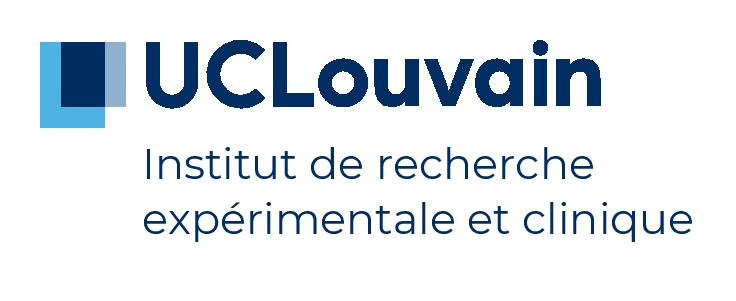 UCLouvain
Institut de recherche
expérimentale et clinique